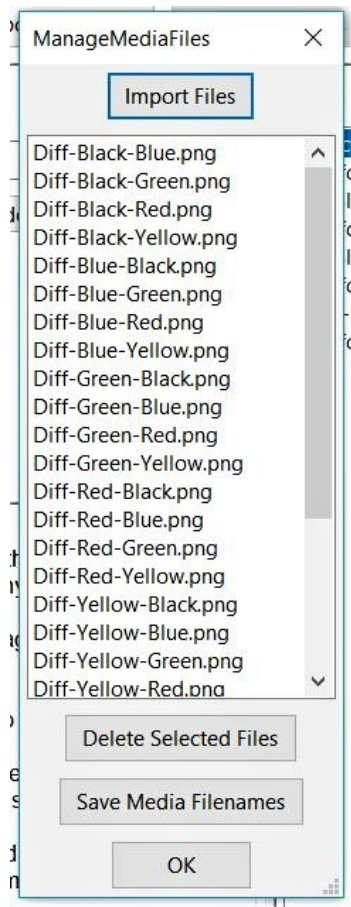 ManageMediaFiles
Import Files
Diff-Black-Blue.png
Diff-Black-Green.png
Diff-Black-Red.png
Diff-Black-Yellow.png
Diff-Blue-Black.png
Diff-Blue-Green.png
Diff-Blue-Red.png
Diff-Blue-Yellow.png
Diff-Green-Black.png
Diff-Green-Blue.png
Diff-Green-Red.png
Diff-Green-Yellow.png
Diff-Red-Black.png
Diff-Red-Blue.png
Diff-Red-Green.png
Diff-Red-Yellow.png
Diff-Yellow-Black.png
Diff-Yellow-Blue.png
Diff-Yellow-Green.png
Diff-Yellow-Red.png
Delete Selected Files
Save Media Filenames
OK